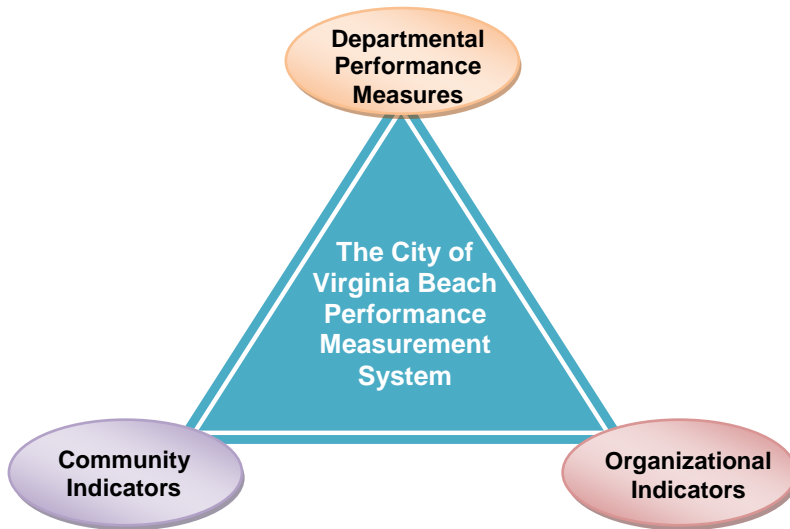 Departmental
Performance
Measures
The City of
Virginia Beach
Performance
Measurement
System
Community
Indicators
Organizational
Indicators